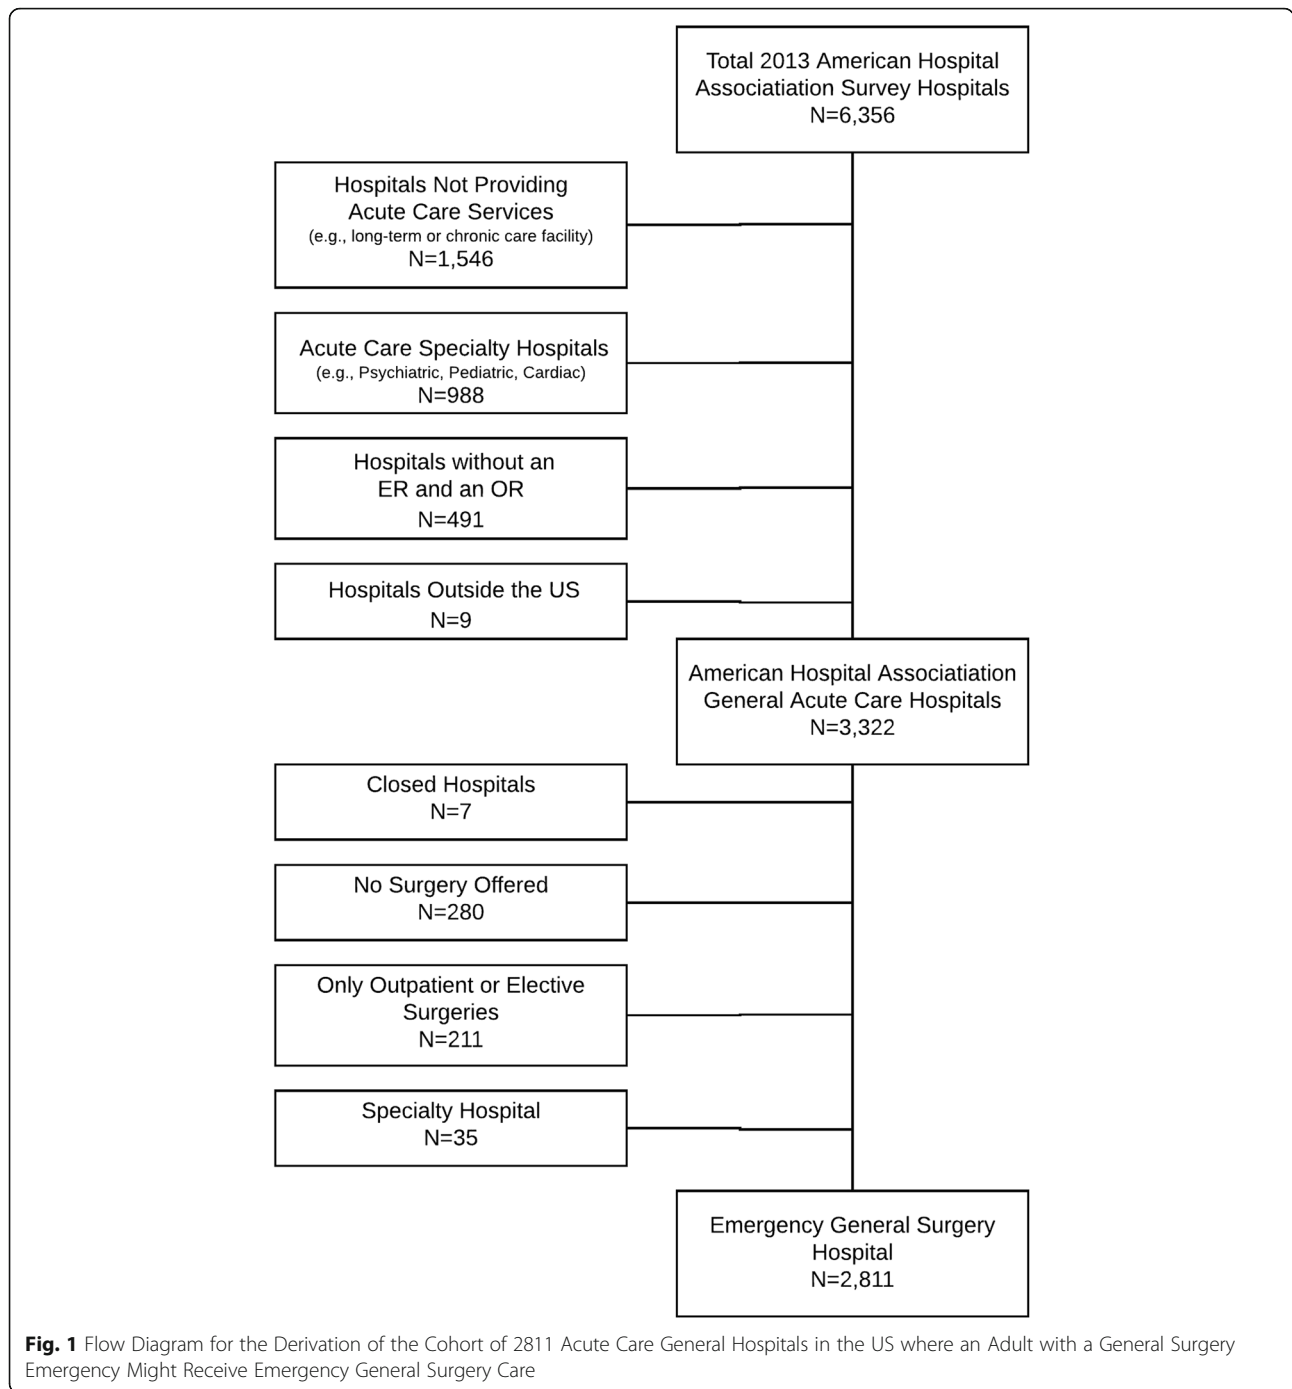 Total 2013 American Hospital
Associatiation Survey Hospitals
N=6,356
Hospitals Not Providing
Acute Care Services
(e.g., long-term or chronic care facility)
N=1,546
Acute Care Specialty Hospitals
(e.g., Psychiatric, Pediatric, Cardiac)
N=988
Hospitals without an
ER and an OR
N=491
Hospitals Outside the US
N=9
American Hospital Associatiation
General Acute Care Hospitals
N=3,322
Closed Hospitals
N=7
No Surgery Offered
N=280
Only Outpatient or Elective
Surgeries
N=211
Specialty Hospital
N=35
Emergency General Surgery
Hospital
N=2,811
Fig. 1 Flow Diagram for the Derivation of the Cohort of 2811 Acute Care General Hospitals in the US where an Adult with a General Surgery
Emergency Might Receive Emergency General Surgery Care